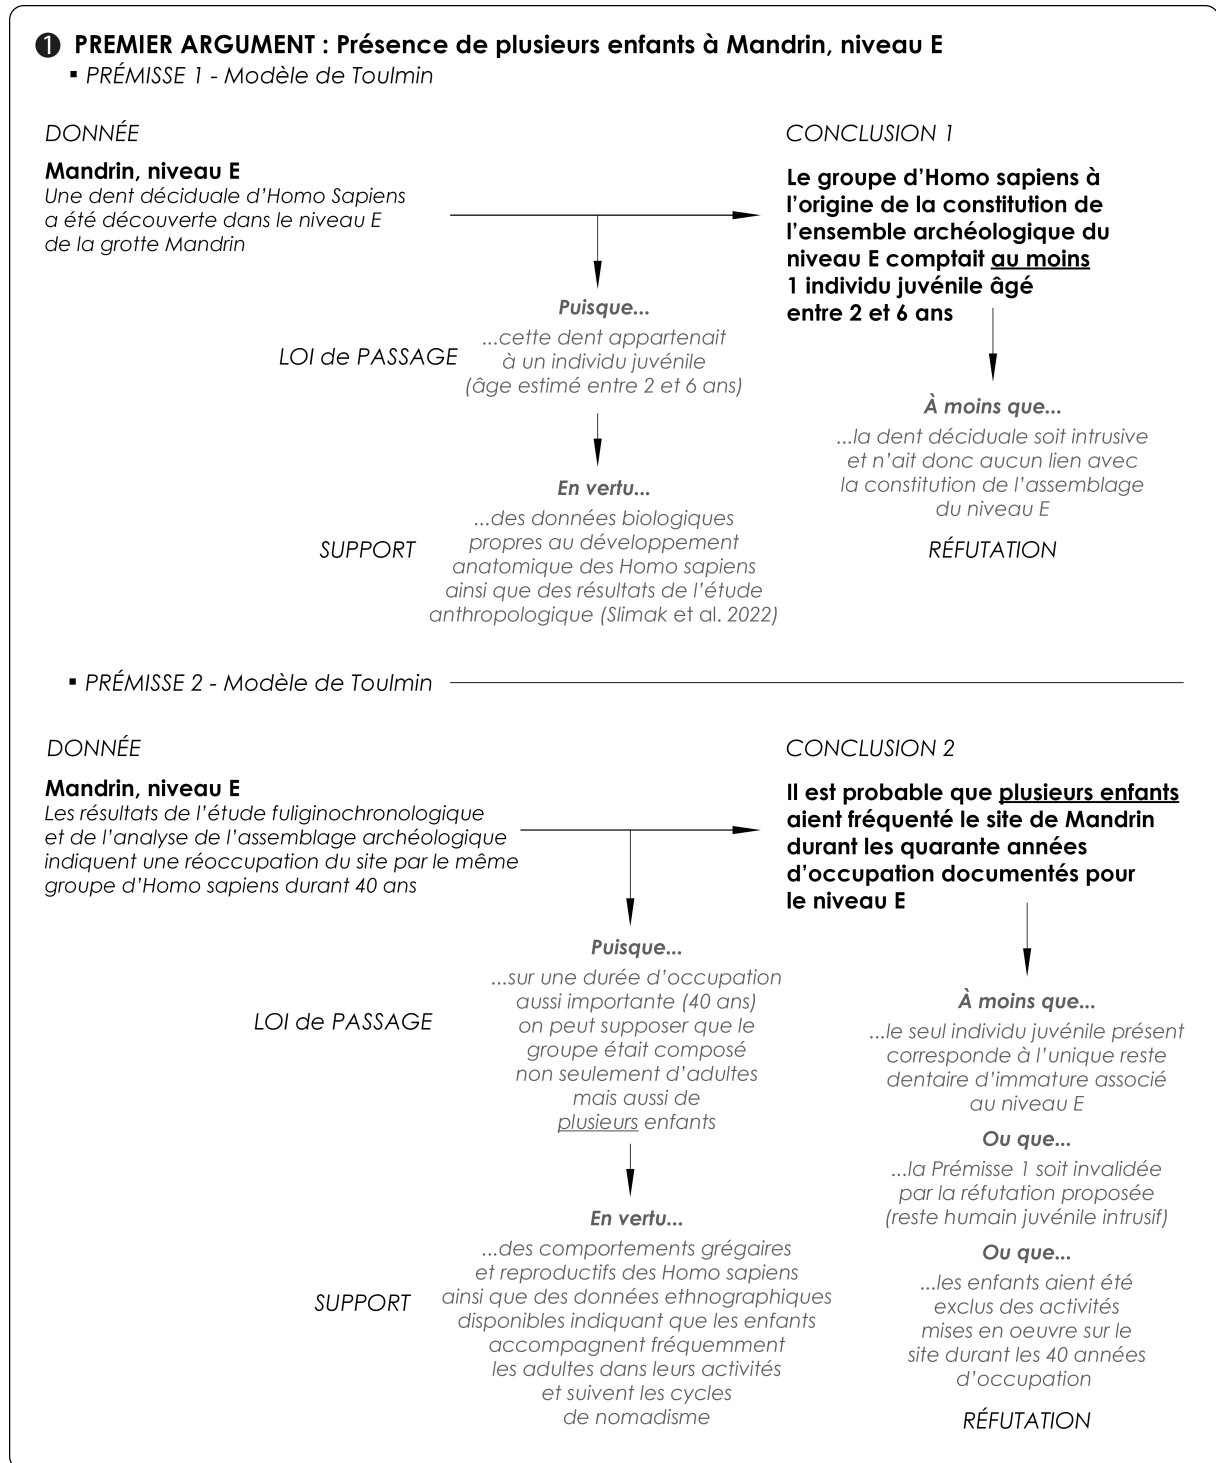 ❶ PREMIER ARGUMENT : Présence de plusieurs enfants à Mandrin, niveau E
▪ PRÉMISSE 1 - Modèle de Toulmin
DONNÉE
Mandrin, niveau E
Une dent déciduale d’Homo Sapiens
a été découverte dans le niveau E
de la grotte Mandrin
CONCLUSION 1
Le groupe d’Homo sapiens à
l’origine de la constitution de
l’ensemble archéologique du
niveau E comptait au moins
1 individu juvénile âgé
entre 2 et 6 ans
LOI de PASSAGE
Puisque...
...cette dent appartenait
à un individu juvénile
(âge estimé entre 2 et 6 ans)
SUPPORT
En vertu...
...des données biologiques
propres au développement
anatomique des Homo sapiens
ainsi que des résultats de l’étude
anthropologique (Slimak et al. 2022)
À moins que...
...la dent déciduale soit intrusive
et n’ait donc aucun lien avec
la constitution de l’assemblage
du niveau E
RÉFUTATION
▪ PRÉMISSE 2 - Modèle de Toulmin
DONNÉE
Mandrin, niveau E
Les résultats de l’étude fuliginochronologique
et de l’analyse de l’assemblage archéologique
indiquent une réoccupation du site par le même
groupe d’Homo sapiens durant 40 ans
CONCLUSION 2
Il est probable que plusieurs enfants
aient fréquenté le site de Mandrin
durant les quarante années
d’occupation documentés pour
le niveau E
LOI de PASSAGE
Puisque...
...sur une durée d’occupation
aussi importante (40 ans)
on peut supposer que le
groupe était composé
non seulement d’adultes
mais aussi de
plusieurs enfants
SUPPORT
En vertu...
...des comportements grégaires
et reproductifs des Homo sapiens
ainsi que des données ethnographiques
disponibles indiquant que les enfants
accompagnent fréquemment
les adultes dans leurs activités
et suivent les cycles
de nomadisme
À moins que...
...le seul individu juvénile présent
corresponde à l’unique reste
dentaire d’immature associé
au niveau E
Ou que...
...la Prémisse 1 soit invalidée
par la réfutation proposée
(reste humain juvénile intrusif)
Ou que...
...les enfants aient été
exclus des activités
mises en oeuvre sur le
site durant les 40 années
d’occupation
RÉFUTATION